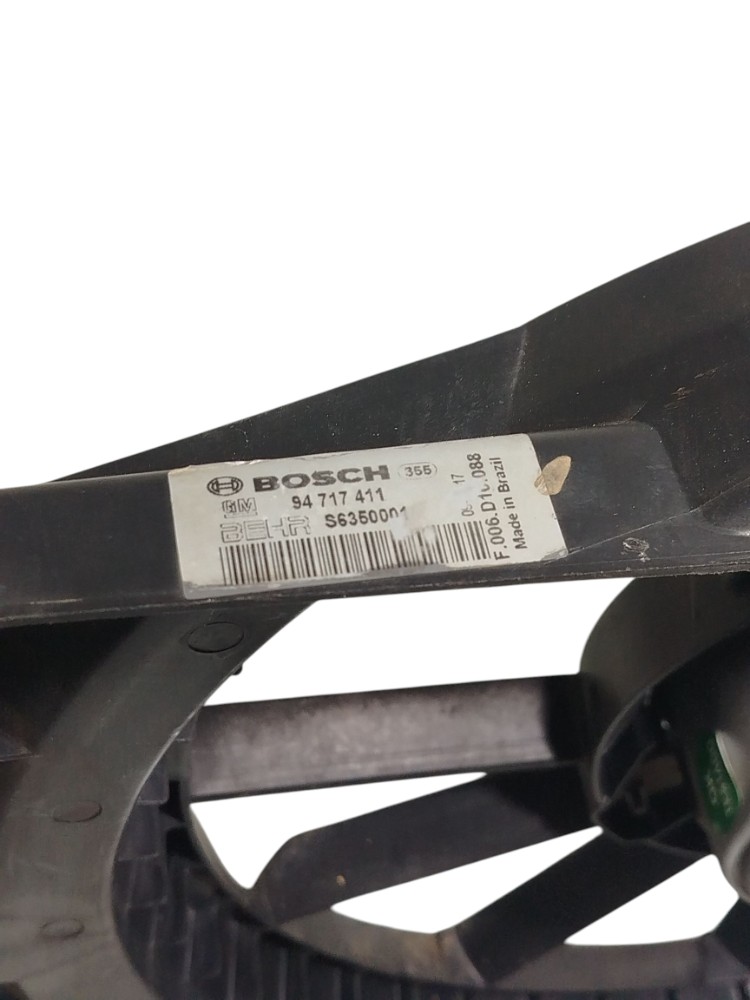 BOSCH 355
GM 94 717 411
BEHR S6350001
17
F.006.D10.088
Made in Brazil